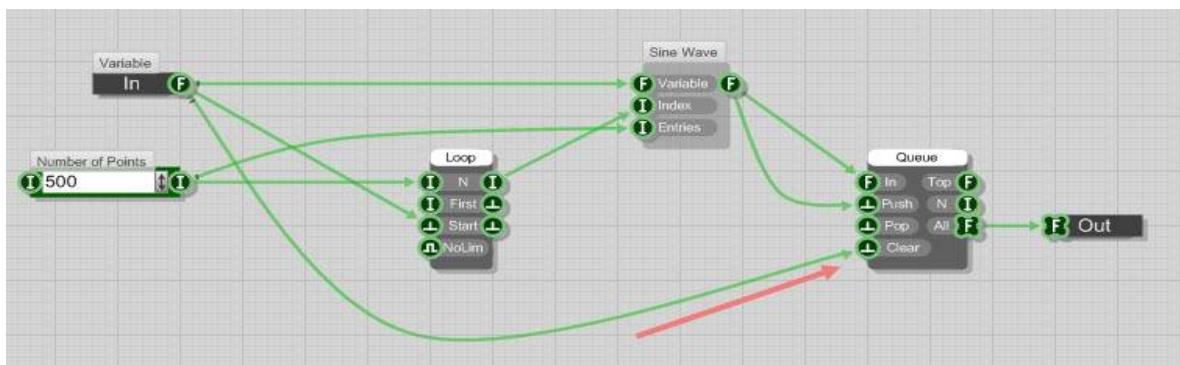 Variable
In F
Sine Wave
F Variable F
I Index
I Entries
Number of Points
I 500 I
Loop
I N I
I First
Start
NoLim
Queue
F In Top F
Push N I
Pop All F
Clear
F Out